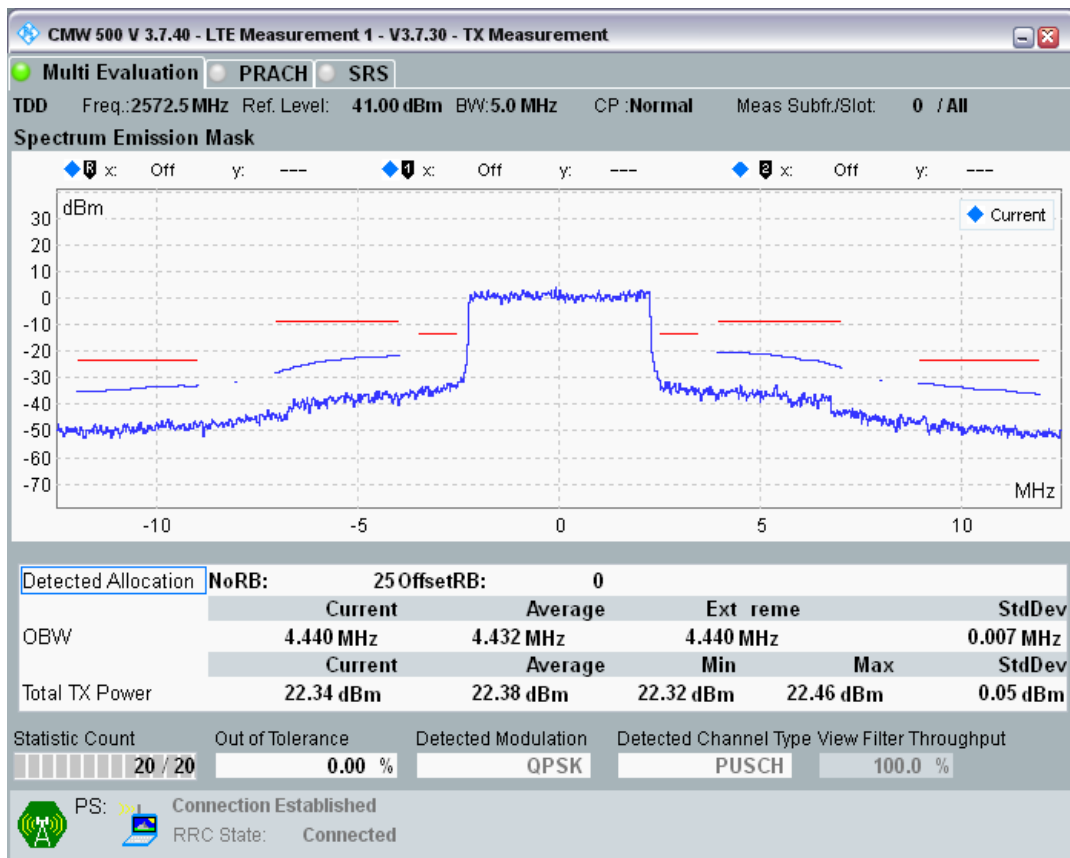 CMW 500 V 3.7.40 - LTE Measurement 1 - V3.7.30 - TX Measurement
Multi Evaluation PRACH SRS
TDD Freq.:2572.5 MHz Ref. Level: 41.00 dBm BW:5.0 MHz CP :Normal Meas Subfr./Slot: 0 / All
Spectrum Emission Mask
R x: Off y: --- 1 x: Off y: --- 2 x: Off y: ---
dBm
Current
30
20
10
0
-10
-20
-30
-40
-50
-60
-70
MHz
-10 -5 0 5 10
Detected Allocation NoRB: 25 OffsetRB: 0
Current Average Ext reme StdDev
OBW 4.440 MHz 4.432 MHz 4.440 MHz 0.007 MHz
Current Average Min Max StdDev
Total TX Power 22.34 dBm 22.38 dBm 22.32 dBm 22.46 dBm 0.05 dBm
Statistic Count Out of Tolerance Detected Modulation Detected Channel Type View Filter Throughput
20 / 20 0.00 % QPSK PUSCH 100.0 %
PS: Connection Established
RRC State: Connected